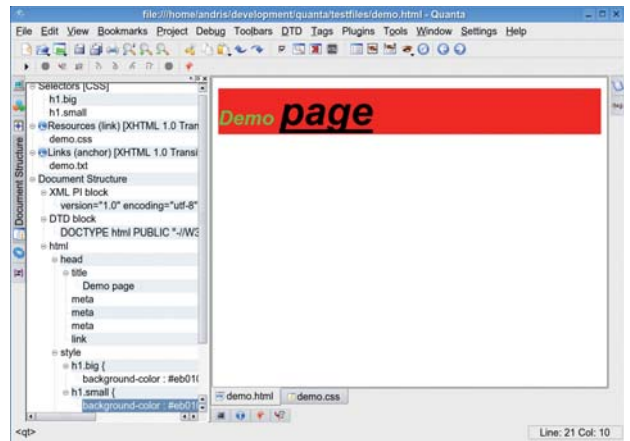 file:///home/andris/development/quanta/testfiles/demo.html - Quanta
File Edit View Bookmarks Project Debug Toolbars DTD Tags Plugins Tools Window Settings Help
Selectors [CSS]
h1.big
h1.small
Resources (link) [XHTML 1.0 Tran
demo.css
Links (anchor) [XHTML 1.0 Transi
demo.txt
Document Structure
XML PI block
version="1.0" encoding="utf-8"
DTD block
DOCTYPE html PUBLIC "-//W3
html
head
title
Demo page
meta
meta
meta
link
style
h1.big {
background-color : #eb01
h1.small {
background-color : #eb01
Document Structure
Demo page
demo.html demo.css
<qt>
Line: 21 Col: 10